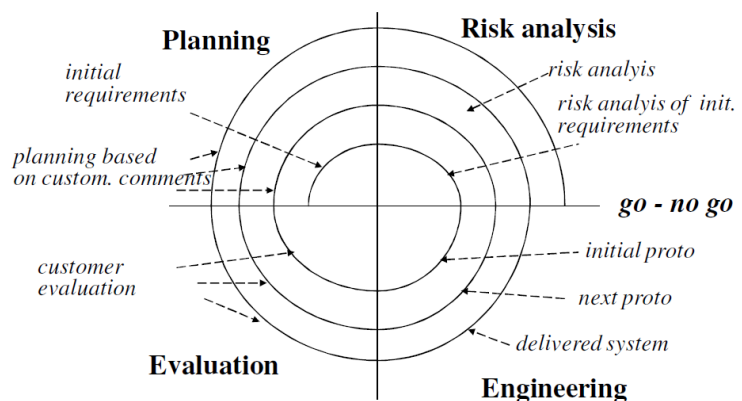 Planning
Risk analysis
initial
requirements
risk analyis
risk analyis of init.
requirements
planning based
on custom. comments
go - no go
customer
evaluation
initial proto
next proto
delivered system
Evaluation
Engineering